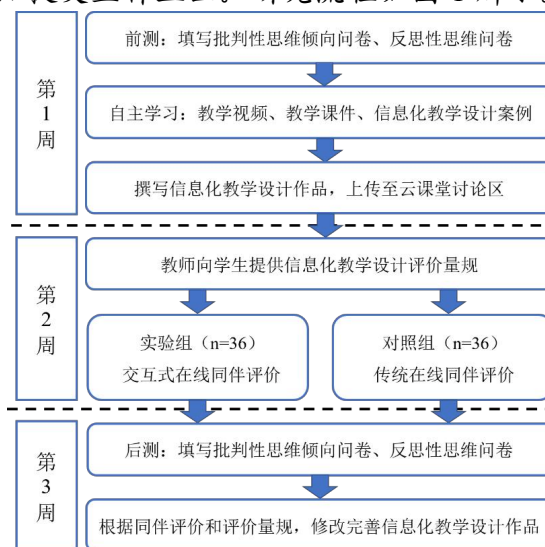 前测：填写批判性思维倾向问卷、反思性思维问卷
第1周
自主学习：教学视频、教学课件、信息化教学设计案例
撰写信息化教学设计作品，上传至云课堂讨论区
教师向学生提供信息化教学设计评价量规
第2周
实验组（n=36）
交互式在线同伴评价
对照组（n=36）
传统在线同伴评价
后测：填写批判性思维倾向问卷、反思性思维问卷
第3周
根据同伴评价和评价量规，修改完善信息化教学设计作品